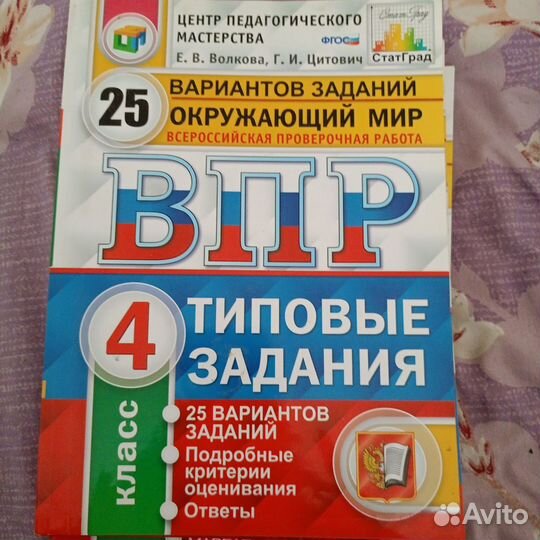 ЦЕНТР ПЕДАГОГИЧЕСКОГО
МАСТЕРСТВА
ФГОС
Е. В. Волкова, Г. И. Цитович
СтатГрад
СтатГрад
25
ВАРИАНТОВ ЗАДАНИЙ
ОКРУЖАЮЩИЙ МИР
ВСЕРОССИЙСКАЯ ПРОВЕРОЧНАЯ РАБОТА
ВПР
4
КЛАСС
ТИПОВЫЕ
ЗАДАНИЯ
25 ВАРИАНТОВ
ЗАДАНИЙ
Подробные
критерии
оценивания
Ответы
Avito